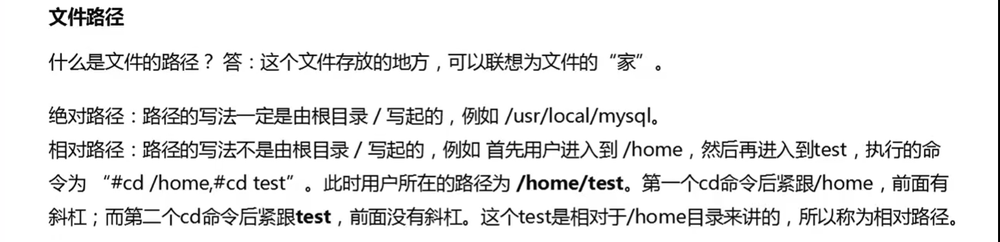 文件路径
什么是文件的路径？ 答：这个文件存放的地方，可以联想为文件的“家”。
绝对路径：路径的写法一定是由根目录 / 写起的，例如 /usr/local/mysql。
相对路径：路径的写法不是由根目录 / 写起的，例如 首先用户进入到 /home，然后再进入到test，执行的命
令为 “#cd /home,#cd test”。此时用户所在的路径为 /home/test。第一个cd命令后紧跟/home，前面有
斜杠；而第二个cd命令后紧跟test，前面没有斜杠。这个test是相对于/home目录来讲的，所以称为相对路径。